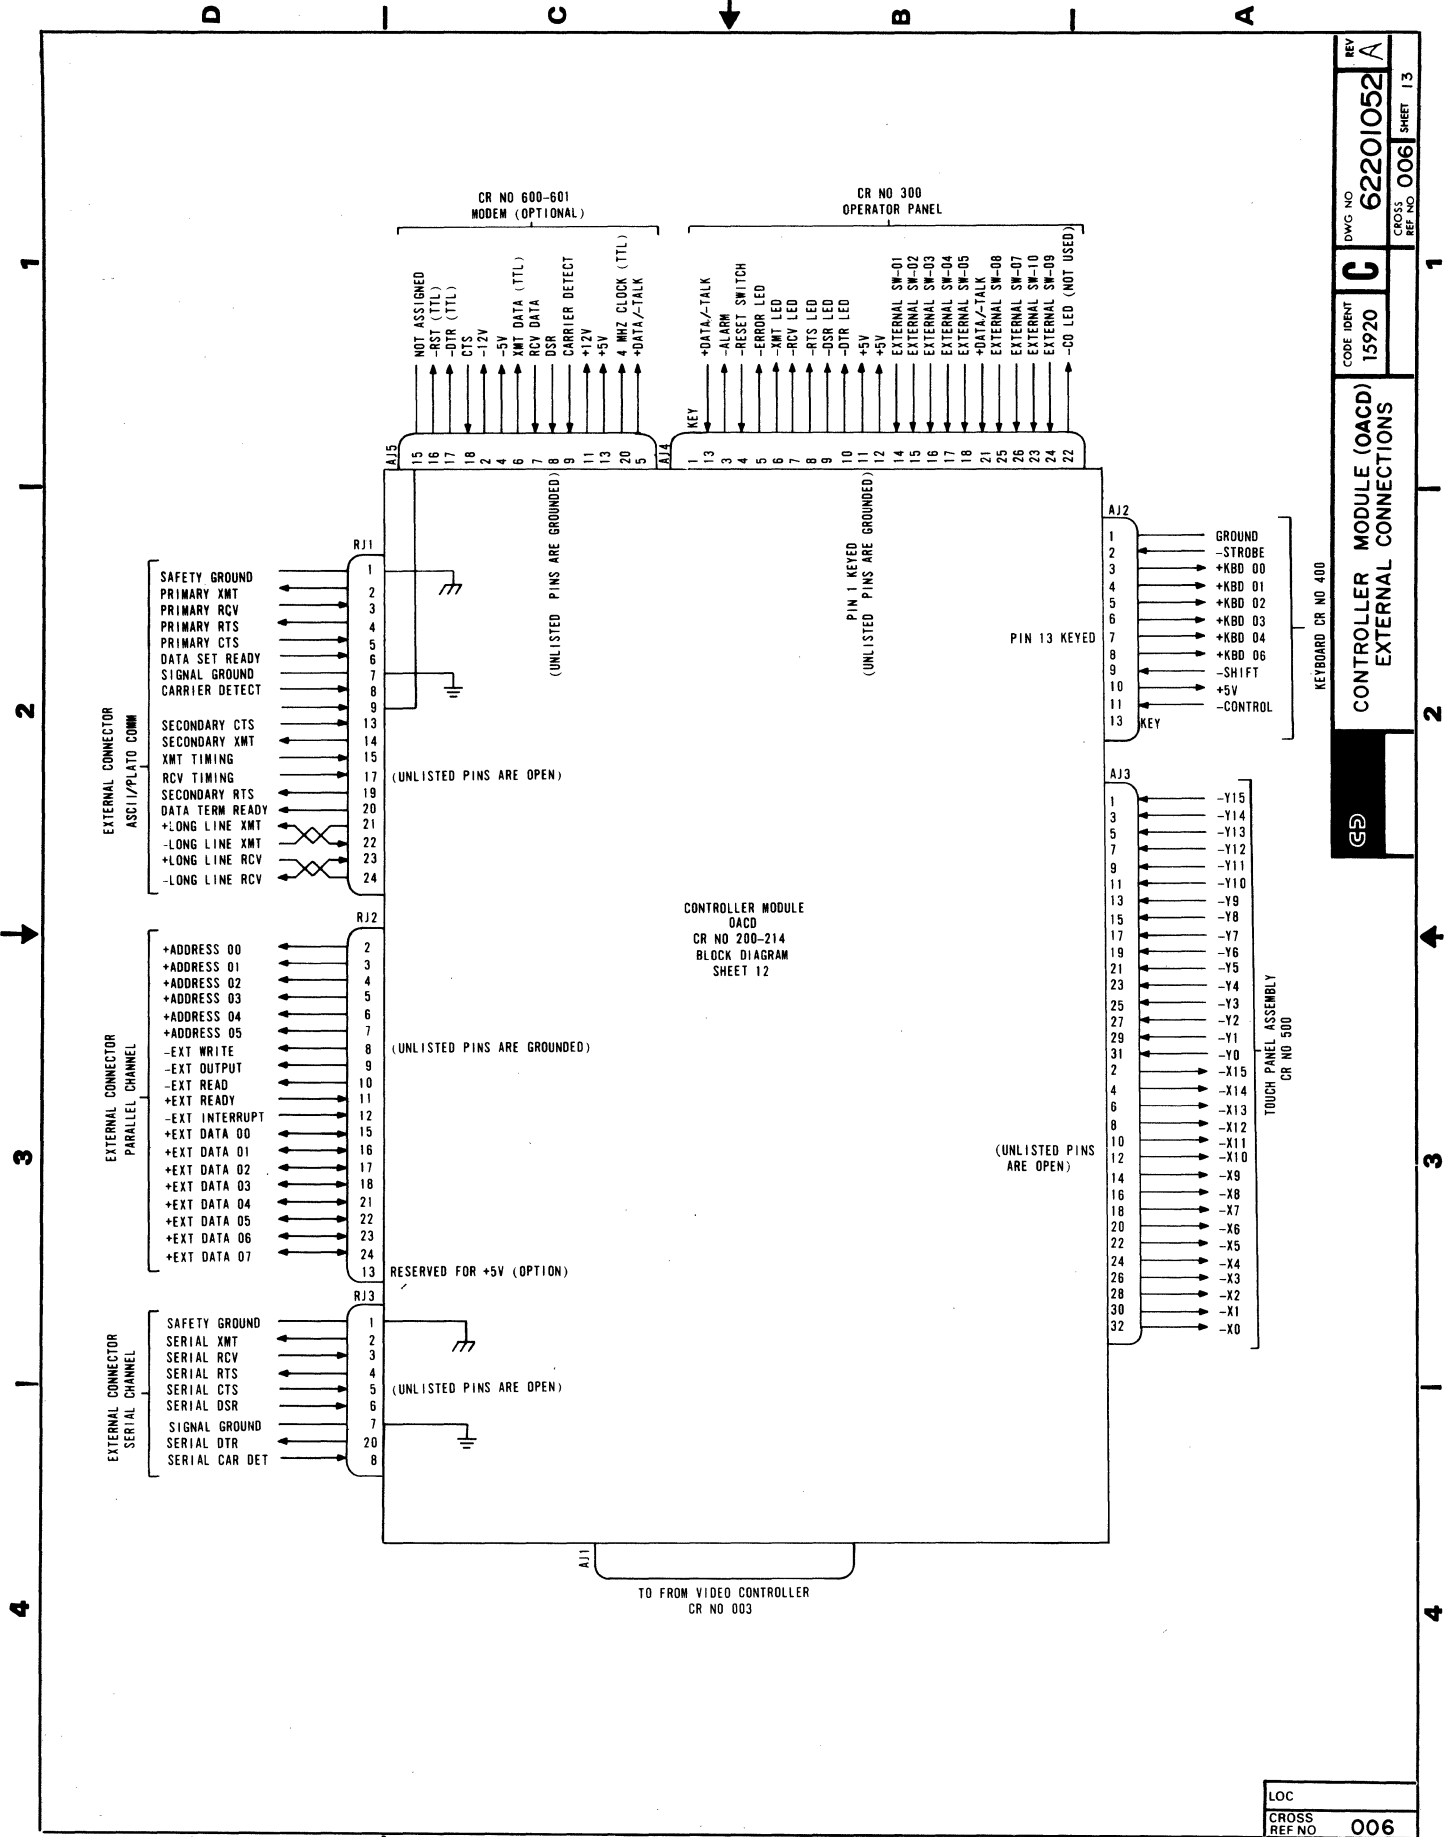 D
C
B
A
1
2
3
4
1
2
3
4
REV
A
DWG NO
62201052
CROSS
REF NO
006
SHEET 13
C
CODE IDENT
15920
CONTROLLER MODULE (0ACD)
EXTERNAL CONNECTIONS
CR NO 600-601
MODEM (OPTIONAL)
NOT ASSIGNED
-RST (TTL)
-DTR (TTL)
CTS
-12V
-5V
XMT DATA (TTL)
RCV DATA
DSR
CARRIER DETECT
+12V
+5V
4 MHZ CLOCK (TTL)
+DATA/-TALK
AJ5
15
16
17
18
2
4
6
7
8
9
11
13
20
5
(UNLISTED PINS ARE GROUNDED)
CR NO 300
OPERATOR PANEL
KEY
+DATA/-TALK
-ALARM
-RESET SWITCH
-ERROR LED
-XMT LED
-RCV LED
-RTS LED
-DSR LED
-DTR LED
+5V
+5V
EXTERNAL SW-01
EXTERNAL SW-02
EXTERNAL SW-03
EXTERNAL SW-04
EXTERNAL SW-05
+DATA/-TALK
EXTERNAL SW-08
EXTERNAL SW-07
EXTERNAL SW-10
EXTERNAL SW-09
-CO LED (NOT USED)
AJ4
1
13
3
4
5
6
7
8
9
10
11
12
14
15
16
17
18
21
25
26
23
24
22
PIN 1 KEYED
(UNLISTED PINS ARE GROUNDED)
EXTERNAL CONNECTOR
ASCII/PLATO COMM
RJ1
SAFETY GROUND 1
PRIMARY XMT 2
PRIMARY RCV 3
PRIMARY RTS 4
PRIMARY CTS 5
DATA SET READY 6
SIGNAL GROUND 7
CARRIER DETECT 8
9
SECONDARY CTS 13
SECONDARY XMT 14
XMT TIMING 15
RCV TIMING 17 (UNLISTED PINS ARE OPEN)
SECONDARY RTS 19
DATA TERM READY 20
+LONG LINE XMT 21
-LONG LINE XMT 22
+LONG LINE RCV 23
-LONG LINE RCV 24
EXTERNAL CONNECTOR
PARALLEL CHANNEL
RJ2
+ADDRESS 00 2
+ADDRESS 01 3
+ADDRESS 02 4
+ADDRESS 03 5
+ADDRESS 04 6
+ADDRESS 05 7
-EXT WRITE 8 (UNLISTED PINS ARE GROUNDED)
-EXT OUTPUT 9
-EXT READ 10
+EXT READY 11
-EXT INTERRUPT 12
+EXT DATA 00 15
+EXT DATA 01 16
+EXT DATA 02 17
+EXT DATA 03 18
+EXT DATA 04 21
+EXT DATA 05 22
+EXT DATA 06 23
+EXT DATA 07 24
13 RESERVED FOR +5V (OPTION)
EXTERNAL CONNECTOR
SERIAL CHANNEL
RJ3
SAFETY GROUND 1
SERIAL XMT 2
SERIAL RCV 3
SERIAL RTS 4
SERIAL CTS 5 (UNLISTED PINS ARE OPEN)
SERIAL DSR 6
SIGNAL GROUND 7
SERIAL DTR 20
SERIAL CAR DET 8
CONTROLLER MODULE
0ACD
CR NO 200-214
BLOCK DIAGRAM
SHEET 12
AJ2
1 GROUND
2 -STROBE
3 +KBD 00
4 +KBD 01
5 +KBD 02
6 +KBD 03
PIN 13 KEYED 7 +KBD 04
8 +KBD 06
9 -SHIFT
10 +5V
11 -CONTROL
13 KEY
KEYBOARD CR NO 400
AJ3
1 -Y15
3 -Y14
5 -Y13
7 -Y12
9 -Y11
11 -Y10
13 -Y9
15 -Y8
17 -Y7
19 -Y6
21 -Y5
23 -Y4
25 -Y3
27 -Y2
29 -Y1
31 -Y0
2 -X15
4 -X14
6 -X13
8 -X12
10 -X11
12 -X10
14 -X9
16 -X8
18 -X7
20 -X6
22 -X5
24 -X4
26 -X3
28 -X2
30 -X1
32 -X0
(UNLISTED PINS
ARE OPEN)
TOUCH PANEL ASSEMBLY
CR NO 500
AJ1
TO FROM VIDEO CONTROLLER
CR NO 003
LOC
CROSS
REF NO
006